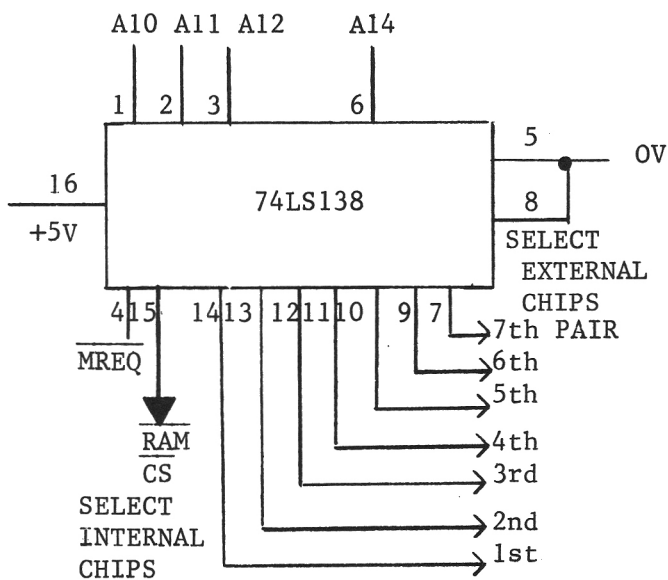 A10 A11 A12 A14
1 2 3 6
5
0V
16
74LS138
8
+5V
SELECT
EXTERNAL
CHIPS
4 15 14 13 12 11 10 9 7
7th PAIR
MREQ
6th
5th
RAM
4th
CS
3rd
SELECT
2nd
INTERNAL
1st
CHIPS